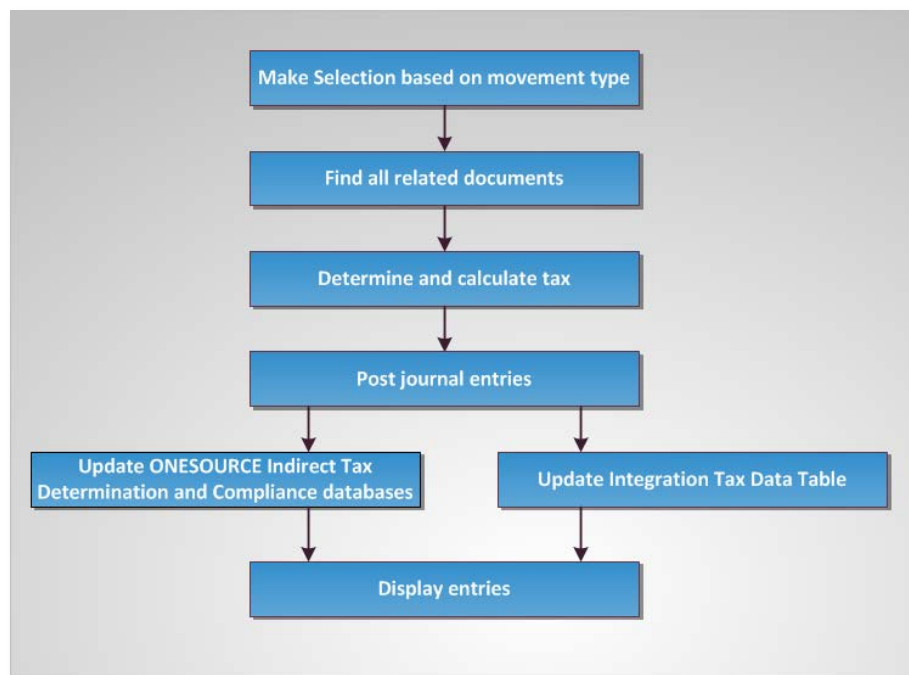 Make Selection based on movement type
Find all related documents
Determine and calculate tax
Post journal entries
Update ONESOURCE Indirect Tax
Determination and Compliance databases
Update Integration Tax Data Table
Display entries